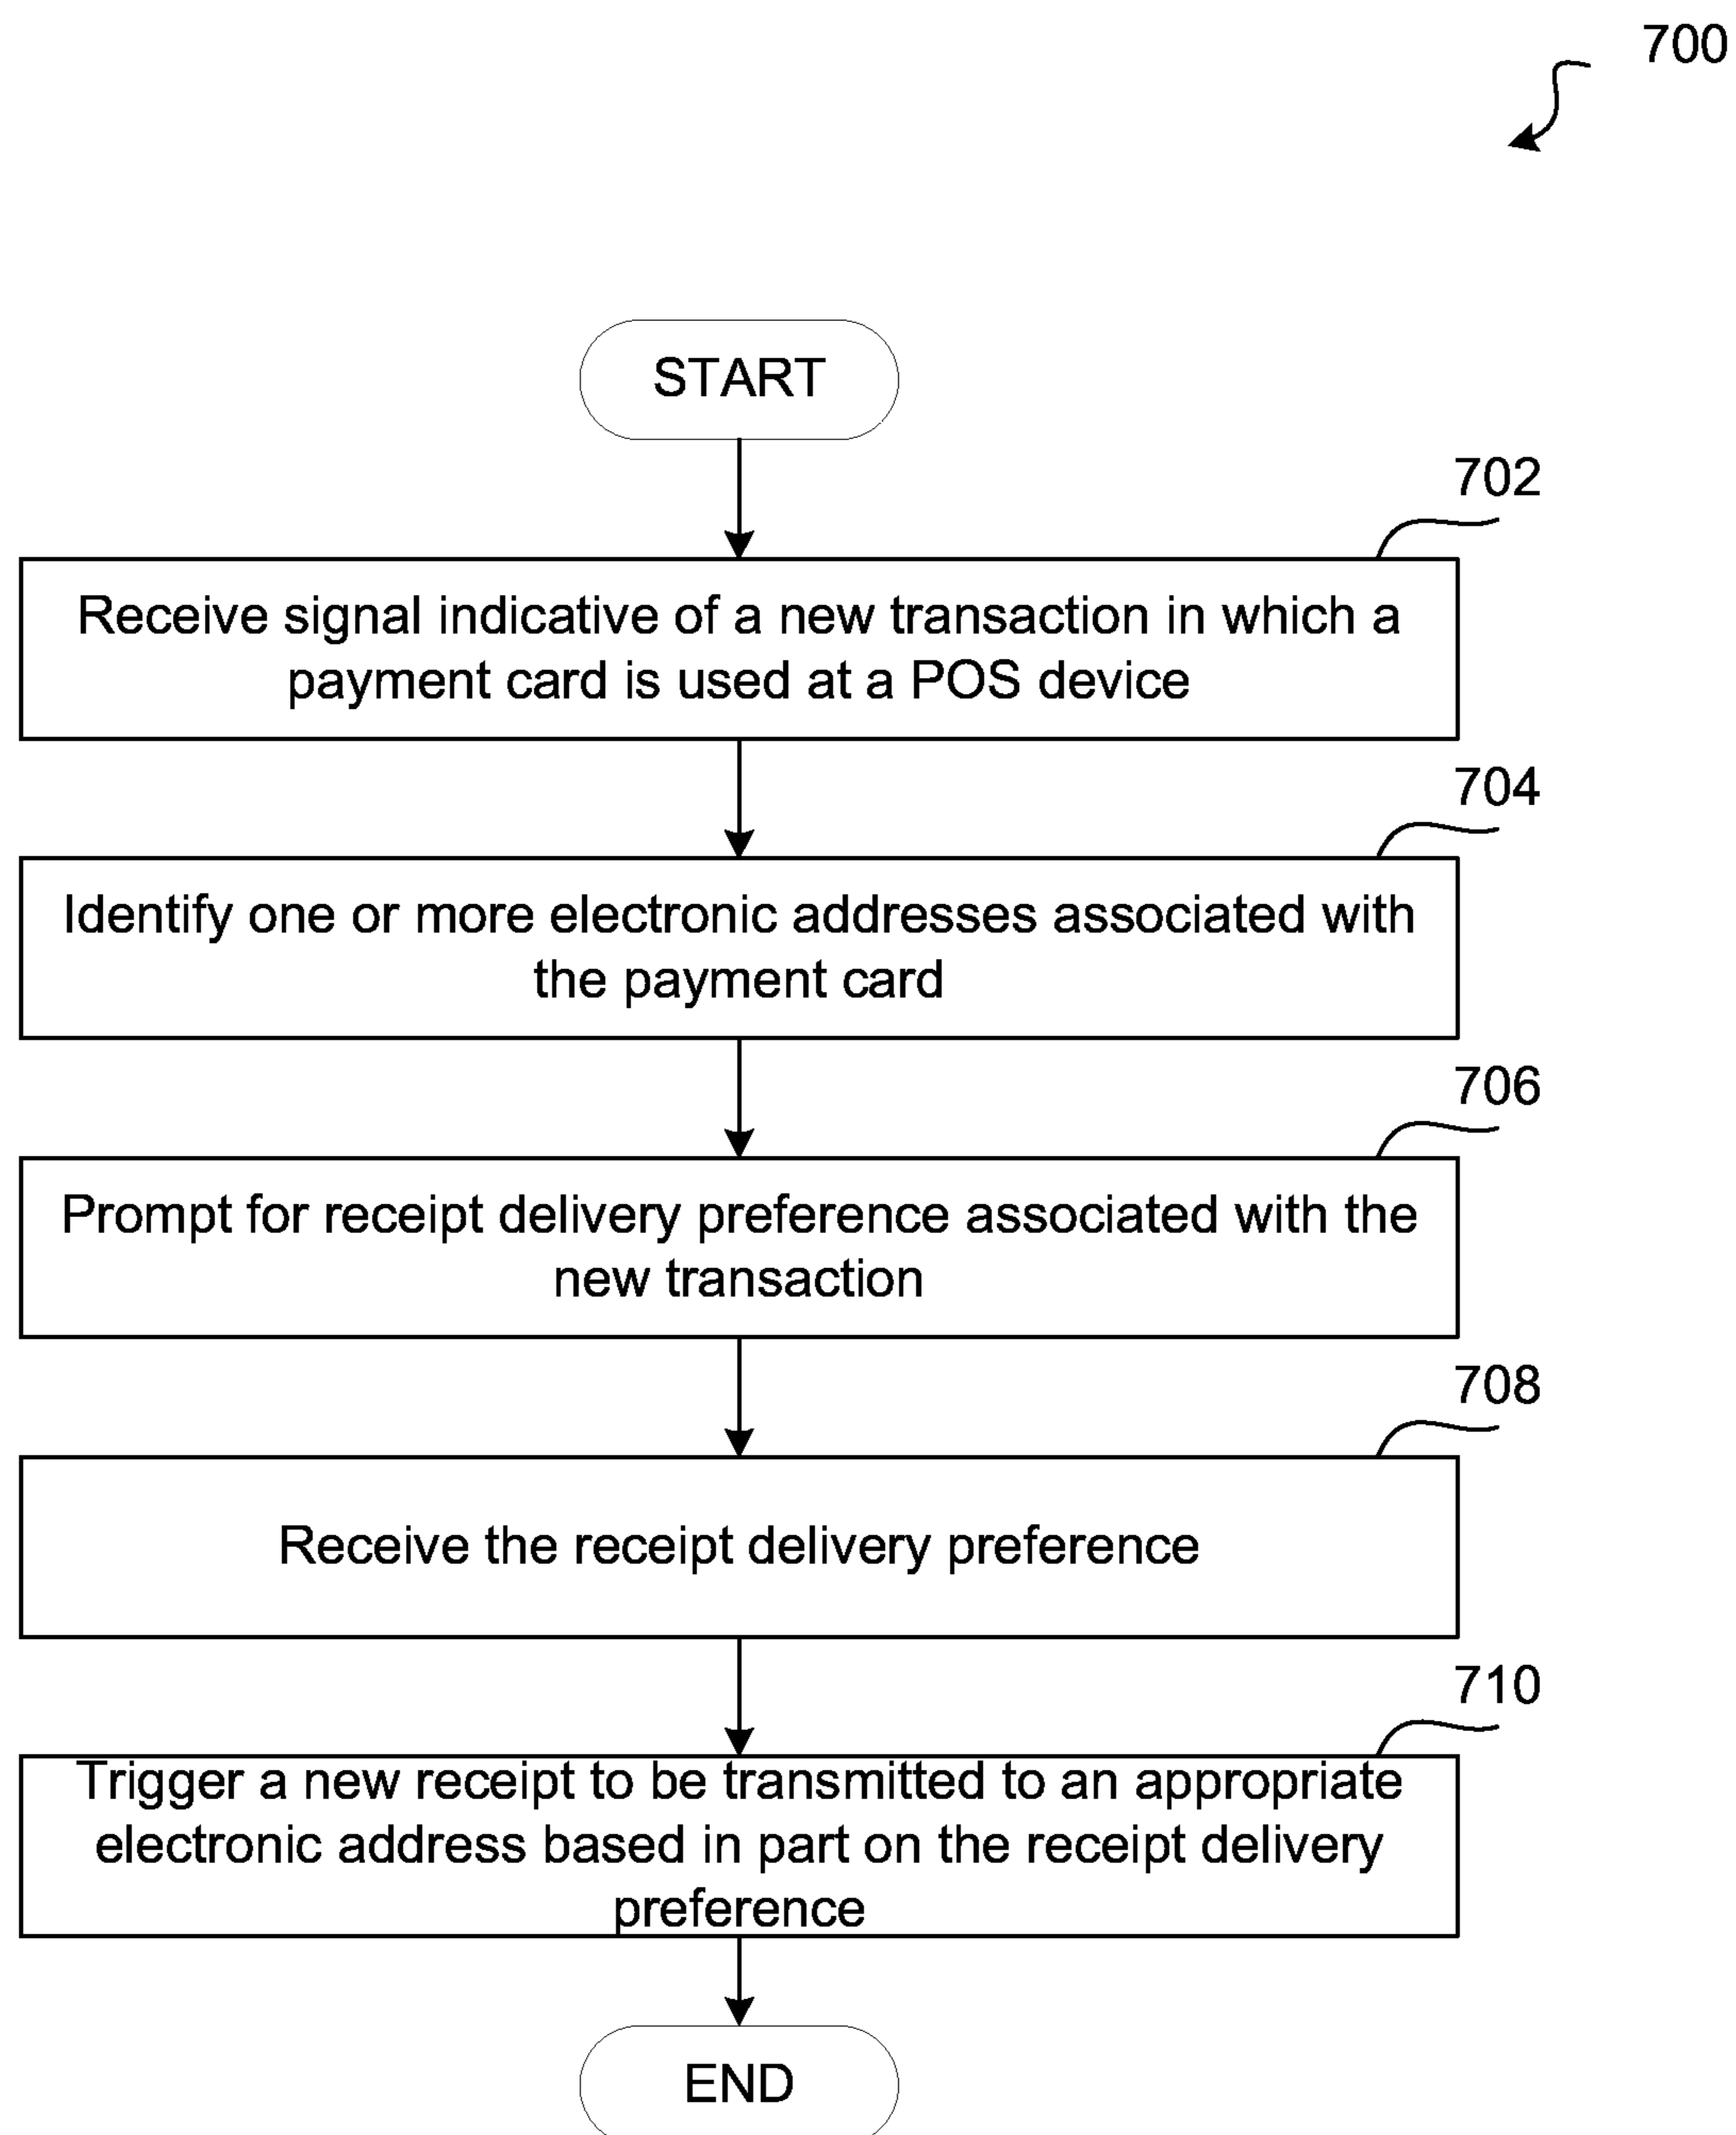 700
START
702
Receive signal indicative of a new transaction in which a
payment card is used at a POS device
704
Identify one or more electronic addresses associated with
the payment card
706
Prompt for receipt delivery preference associated with the
new transaction
708
Receive the receipt delivery preference
710
Trigger a new receipt to be transmitted to an appropriate
electronic address based in part on the receipt delivery
preference
END